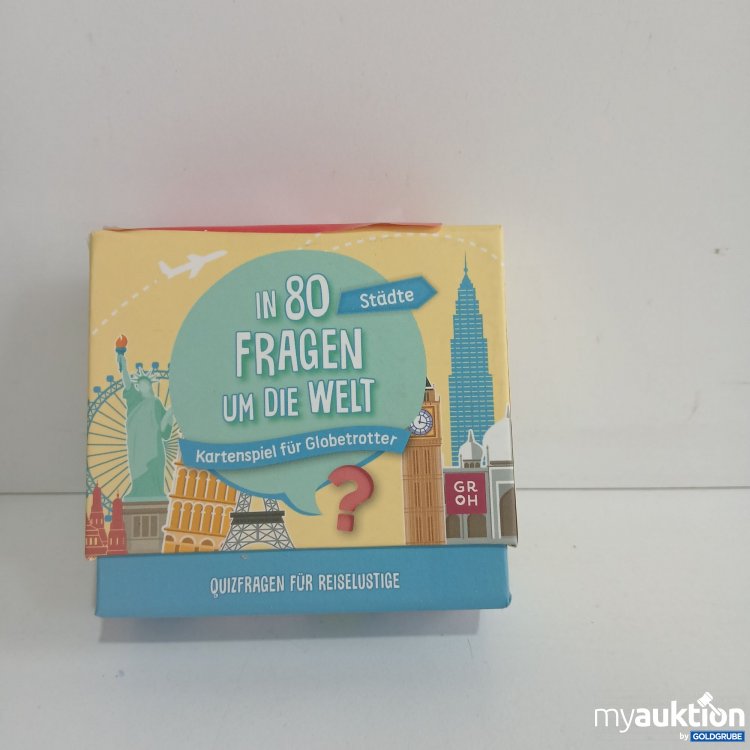 IN 80
Städte
FRAGEN
UM DIE WELT
Kartenspiel für Globetrotter
?
GR
OH
QUIZFRAGEN FÜR REISELUSTIGE
myauktion
by GOLDGRUBE